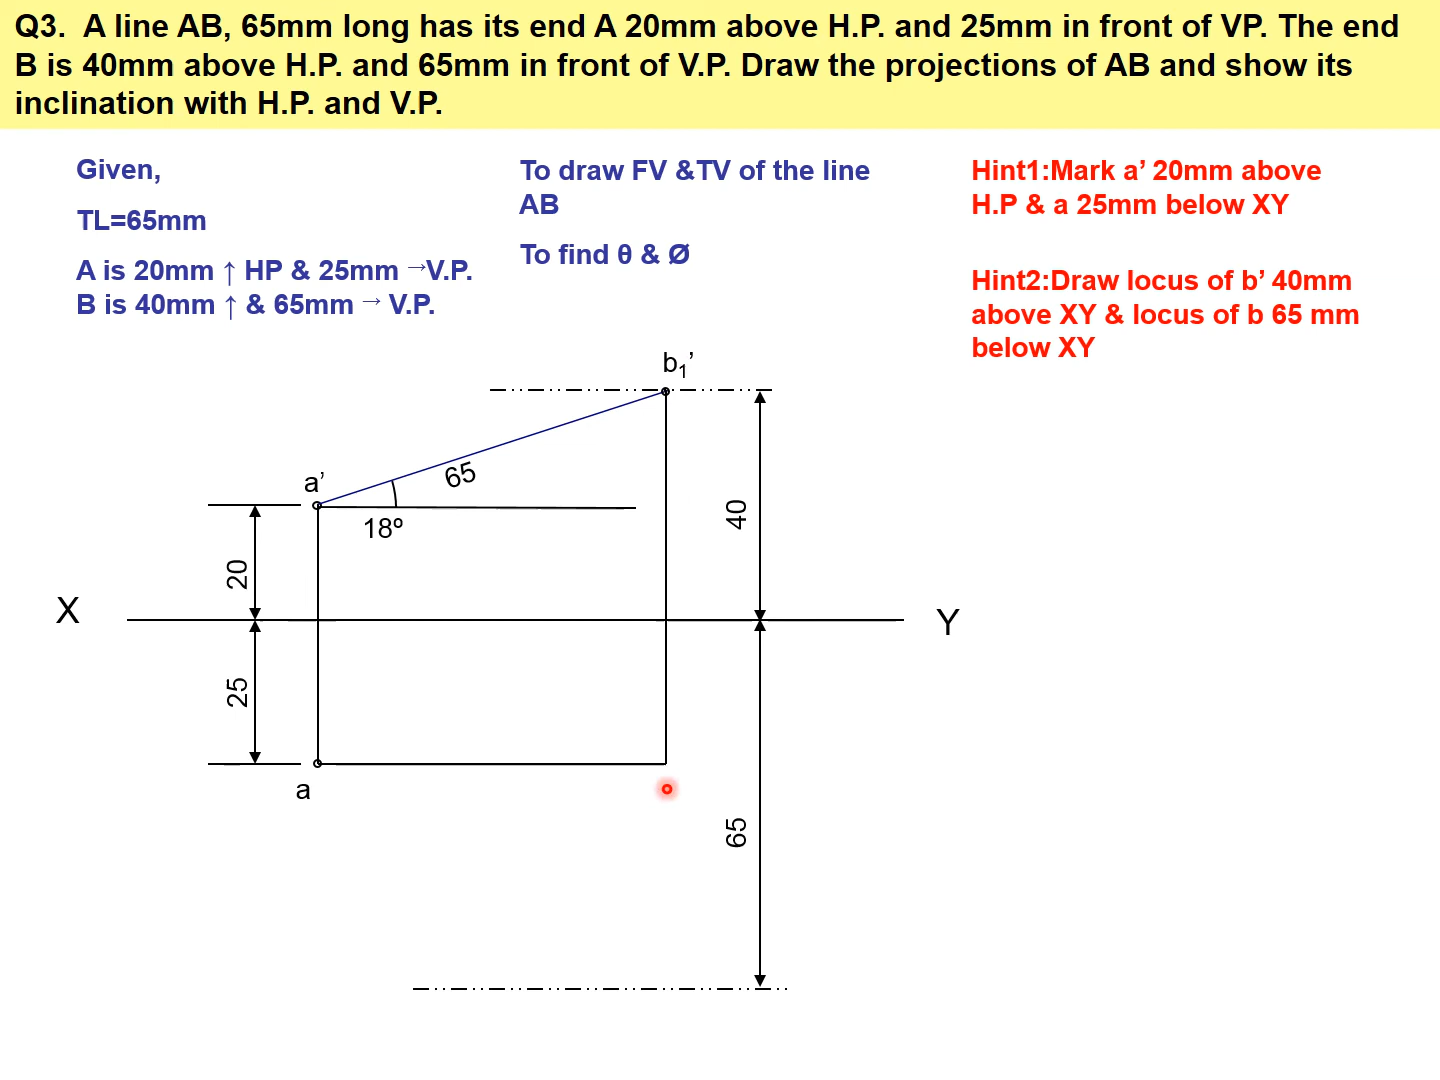 Q3.  A line AB, 65mm long has its end A 20mm above H.P. and 25mm in front of VP. The end
B is 40mm above H.P. and 65mm in front of V.P. Draw the projections of AB and show its
inclination with H.P. and V.P.
Given,
TL=65mm
A is 20mm ↑ HP & 25mm →V.P.
B is 40mm ↑ & 65mm → V.P.
To draw FV &TV of the line
AB
To find θ & Ø
Hint1:Mark a’ 20mm above
H.P & a 25mm below XY
Hint2:Draw locus of b’ 40mm
above XY & locus of b 65 mm
below XY
b₁’
a’
65
18º
40
20
X
Y
25
a
65